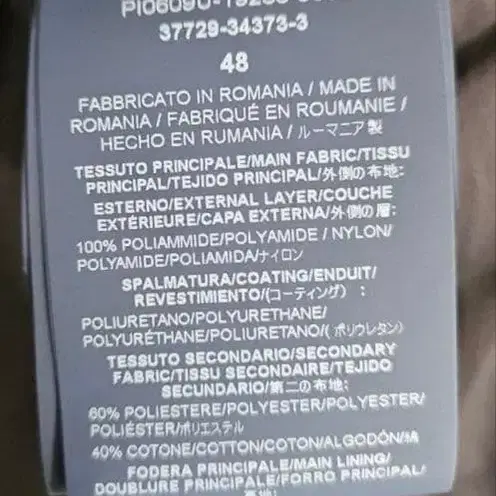 37729-34373-3
48
FABBRICATO IN ROMANIA / MADE IN
ROMANIA / FABRIQUÉ EN ROUMANIE /
HECHO EN RUMANIA / ルーマニア製
TESSUTO PRINCIPALE/MAIN FABRIC/TISSU
PRINCIPAL/TEJIDO PRINCIPAL/外側の布地:
ESTERNO/EXTERNAL LAYER/COUCHE
EXTÉRIEURE/CAPA EXTERNA/外側の層:
100% POLIAMMIDE/POLYAMIDE / NYLON/
POLYAMIDE/POLIAMIDA/ナイロン
SPALMATURA/COATING/ENDUIT/
REVESTIMIENTO/(コーティング) :
POLIURETANO/POLYURETHANE/
POLYURÉTHANE/POLIURETANO/( ポリウレタン)
TESSUTO SECONDARIO/SECONDARY
FABRIC/TISSU SECONDAIRE/TEJIDO
SECUNDARIO/第二の布地:
60% POLIESTERE/POLYESTER/POLYESTER/
POLIÉSTER/ポリエステル
40% COTONE/COTTON/COTON/ALGODÓN/綿
FODERA PRINCIPALE/MAIN LINING/
DOUBLURE PRINCIPALE/FORRO PRINCIPAL/